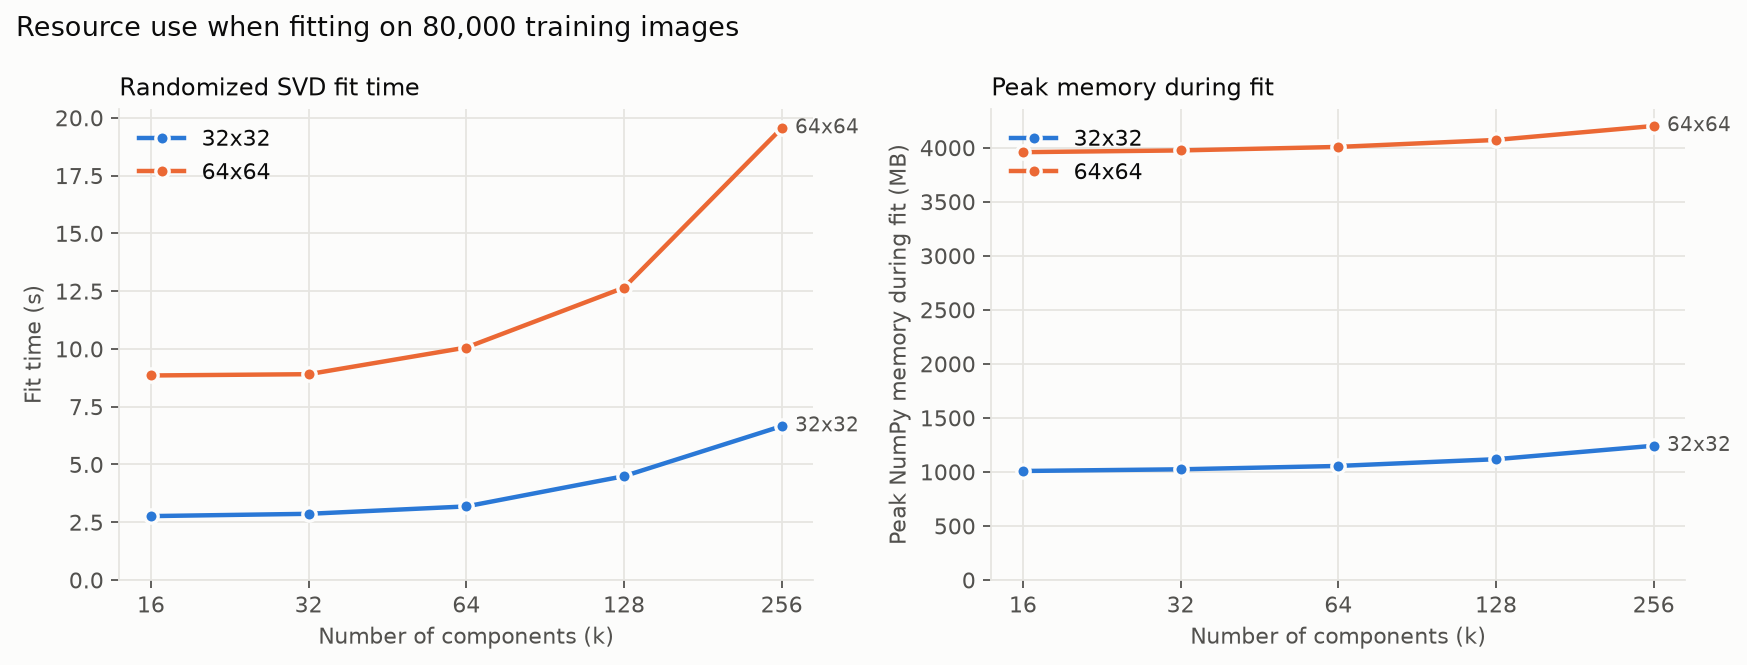 Resource use when fitting on 80,000 training images
Randomized SVD fit time
32x32
64x64
20.0
17.5
15.0
12.5
10.0
7.5
5.0
2.5
0.0
Fit time (s)
64x64
32x32
16 32 64 128 256
Number of components (k)
Peak memory during fit
32x32
64x64
4000
3500
3000
2500
2000
1500
1000
500
0
Peak NumPy memory during fit (MB)
64x64
32x32
16 32 64 128 256
Number of components (k)